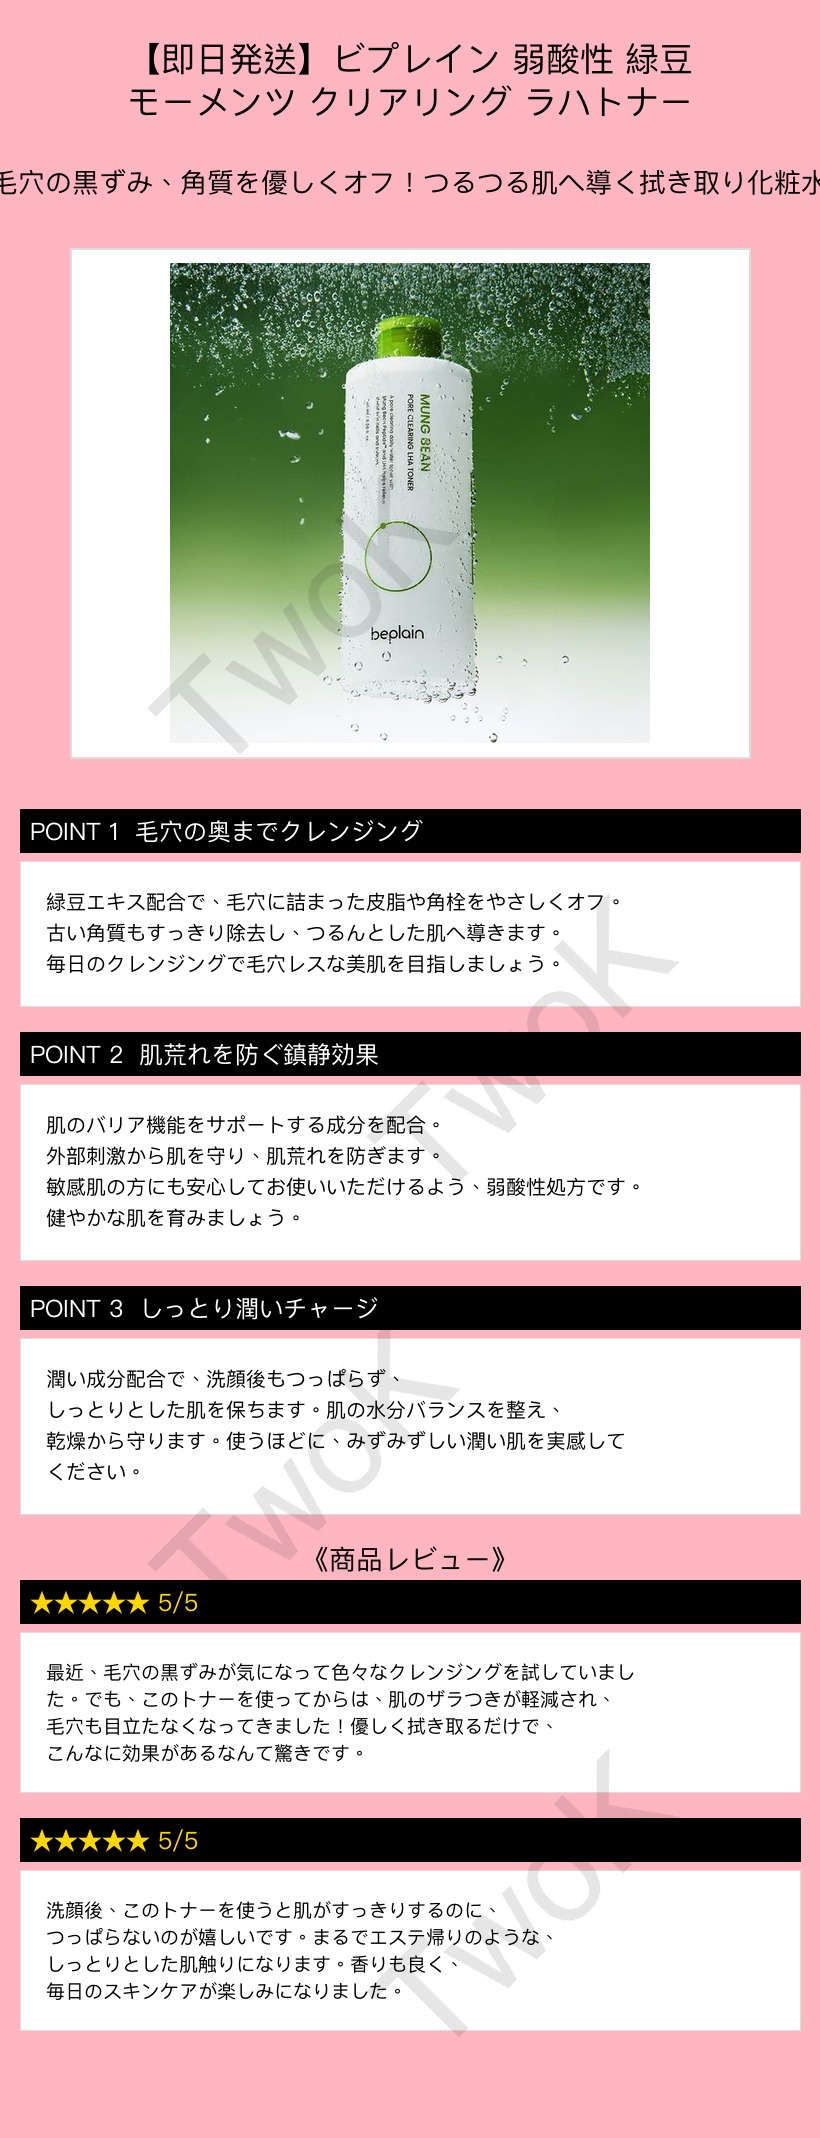 【即日発送】ビプレイン 弱酸性 緑豆
モーメンツ クリアリング ラハトナー
毛穴の黒ずみ、角質を優しくオフ！つるつる肌へ導く拭き取り化粧水
MUNG BEAN
PORE CLEARING LHA TONER
beplain
TwoK
POINT 1 毛穴の奥までクレンジング
緑豆エキス配合で、毛穴に詰まった皮脂や角栓をやさしくオフ。
古い角質もすっきり除去し、つるんとした肌へ導きます。
毎日のクレンジングで毛穴レスな美肌を目指しましょう。
TwoK
POINT 2 肌荒れを防ぐ鎮静効果
肌のバリア機能をサポートする成分を配合。
外部刺激から肌を守り、肌荒れを防ぎます。
敏感肌の方にも安心してお使いいただけるよう、弱酸性処方です。
健やかな肌を育みましょう。
POINT 3 しっとり潤いチャージ
潤い成分配合で、洗顔後もつっぱらず、
しっとりとした肌を保ちます。肌の水分バランスを整え、
乾燥から守ります。使うほどに、みずみずしい潤い肌を実感して
ください。
TwoK
《商品レビュー》
★★★★★ 5/5
最近、毛穴の黒ずみが気になって色々なクレンジングを試していまし
た。でも、このトナーを使ってからは、肌のザラつきが軽減され、
毛穴も目立たなくなってきました！優しく拭き取るだけで、
こんなに効果があるなんて驚きです。
★★★★★ 5/5
洗顔後、このトナーを使うと肌がすっきりするのに、
つっぱらないのが嬉しいです。まるでエステ帰りのような、
しっとりとした肌触りになります。香りも良く、
毎日のスキンケアが楽しみになりました。
TwoK